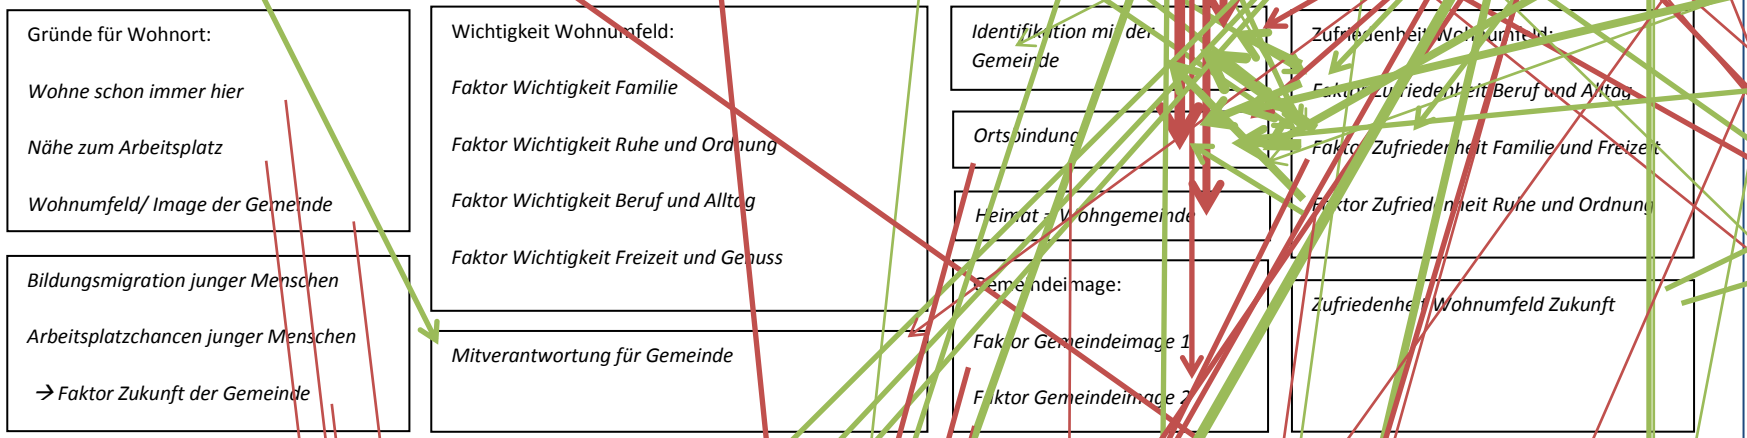 Gründe für Wohnort:
Wohne schon immer hier
Nähe zum Arbeitsplatz
Wohnumfeld/ Image der Gemeinde
Bildungsmigration junger Menschen
Arbeitsplatzchancen junger Menschen
→ Faktor Zukunft der Gemeinde
Wichtigkeit Wohnumfeld:
Faktor Wichtigkeit Familie
Faktor Wichtigkeit Ruhe und Ordnung
Faktor Wichtigkeit Beruf und Alltag
Faktor Wichtigkeit Freizeit und Genuss
Mitverantwortung für Gemeinde
Identifikation mit der
Gemeinde
Ortsbindung
Heimat = Wohngemeinde
Gemeindeimage:
Faktor Gemeindeimage 1
Faktor Gemeindeimage 2
Zufriedenheit Wohnumfeld:
Faktor Zufriedenheit Beruf und Alltag
Faktor Zufriedenheit Familie und Freizeit
Faktor Zufriedenheit Ruhe und Ordnung
Zufriedenheit Wohnumfeld Zukunft